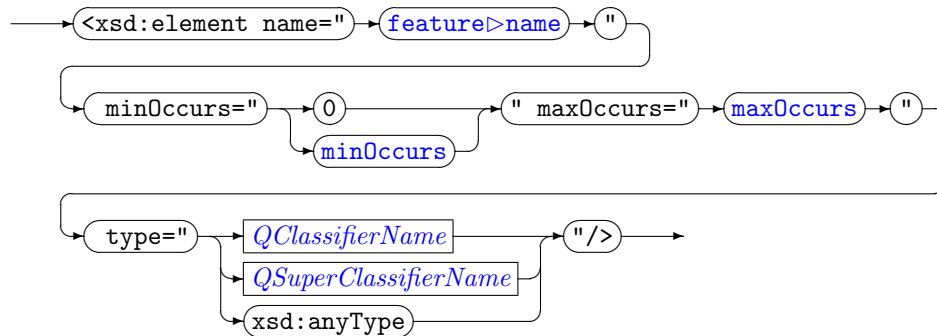 <xsd:element name=" feature▷name "
minOccurs=" 0 " maxOccurs=" maxOccurs "
minOccurs
type=" QClassifierName "/>
QSuperClassifierName
xsd:anyType